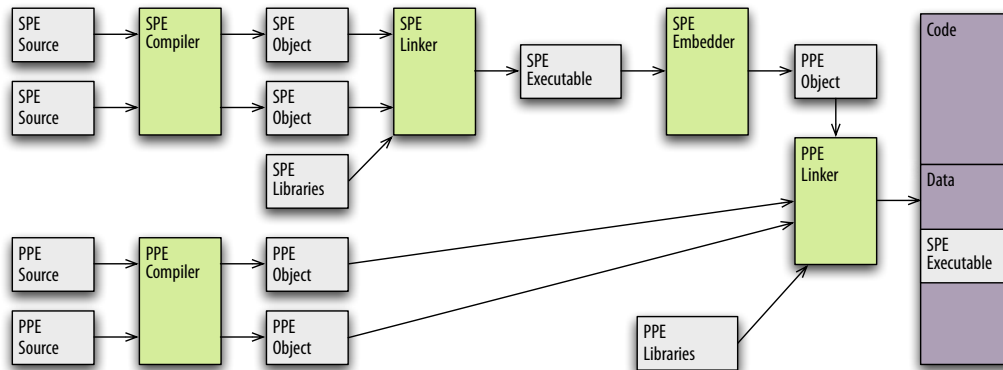 SPE
Source
SPE
Compiler
SPE
Object
SPE
Linker
SPE
Source
SPE
Object
SPE
Libraries
SPE
Executable
SPE
Embedder
PPE
Object
PPE
Linker
Code
Data
SPE
Executable
PPE
Source
PPE
Compiler
PPE
Object
PPE
Source
PPE
Object
PPE
Libraries